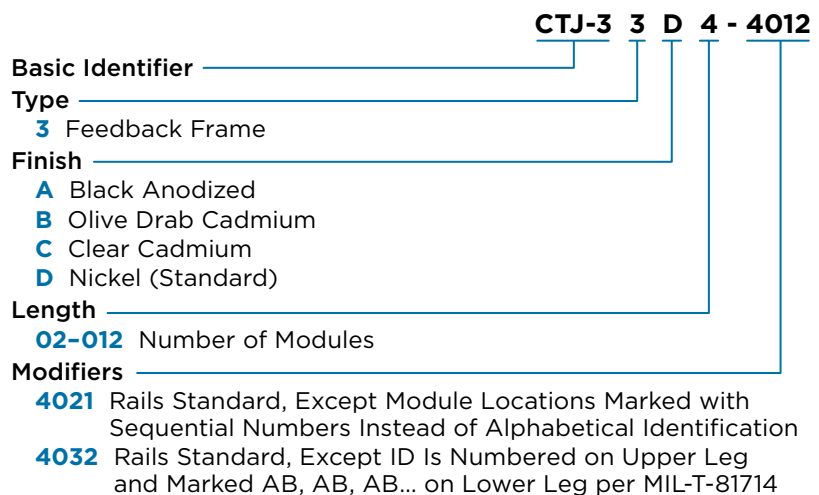 CTJ-3 3 D 4 - 4012
Basic Identifier
Type
3 Feedback Frame
Finish
A Black Anodized
B Olive Drab Cadmium
C Clear Cadmium
D Nickel (Standard)
Length
02–012 Number of Modules
Modifiers
4021 Rails Standard, Except Module Locations Marked with
Sequential Numbers Instead of Alphabetical Identification
4032 Rails Standard, Except ID Is Numbered on Upper Leg
and Marked AB, AB, AB... on Lower Leg per MIL-T-81714